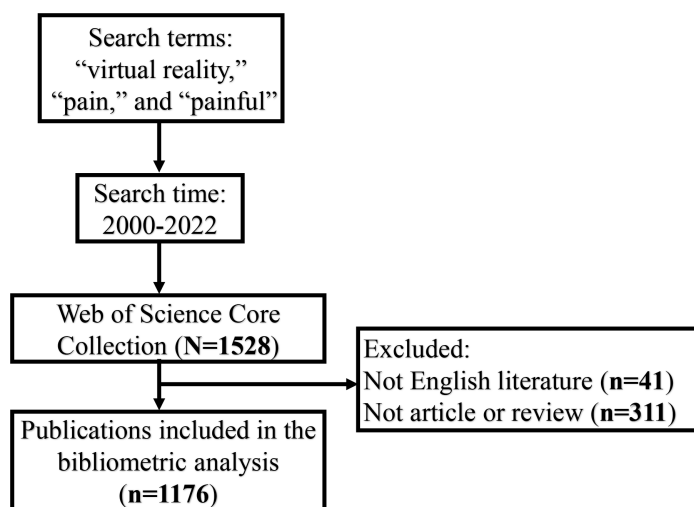 Search terms:
“virtual reality,”
“pain,” and “painful”
Search time:
2000-2022
Web of Science Core
Collection (N=1528)
Excluded:
Not English literature (n=41)
Not article or review (n=311)
Publications included in the
bibliometric analysis
(n=1176)